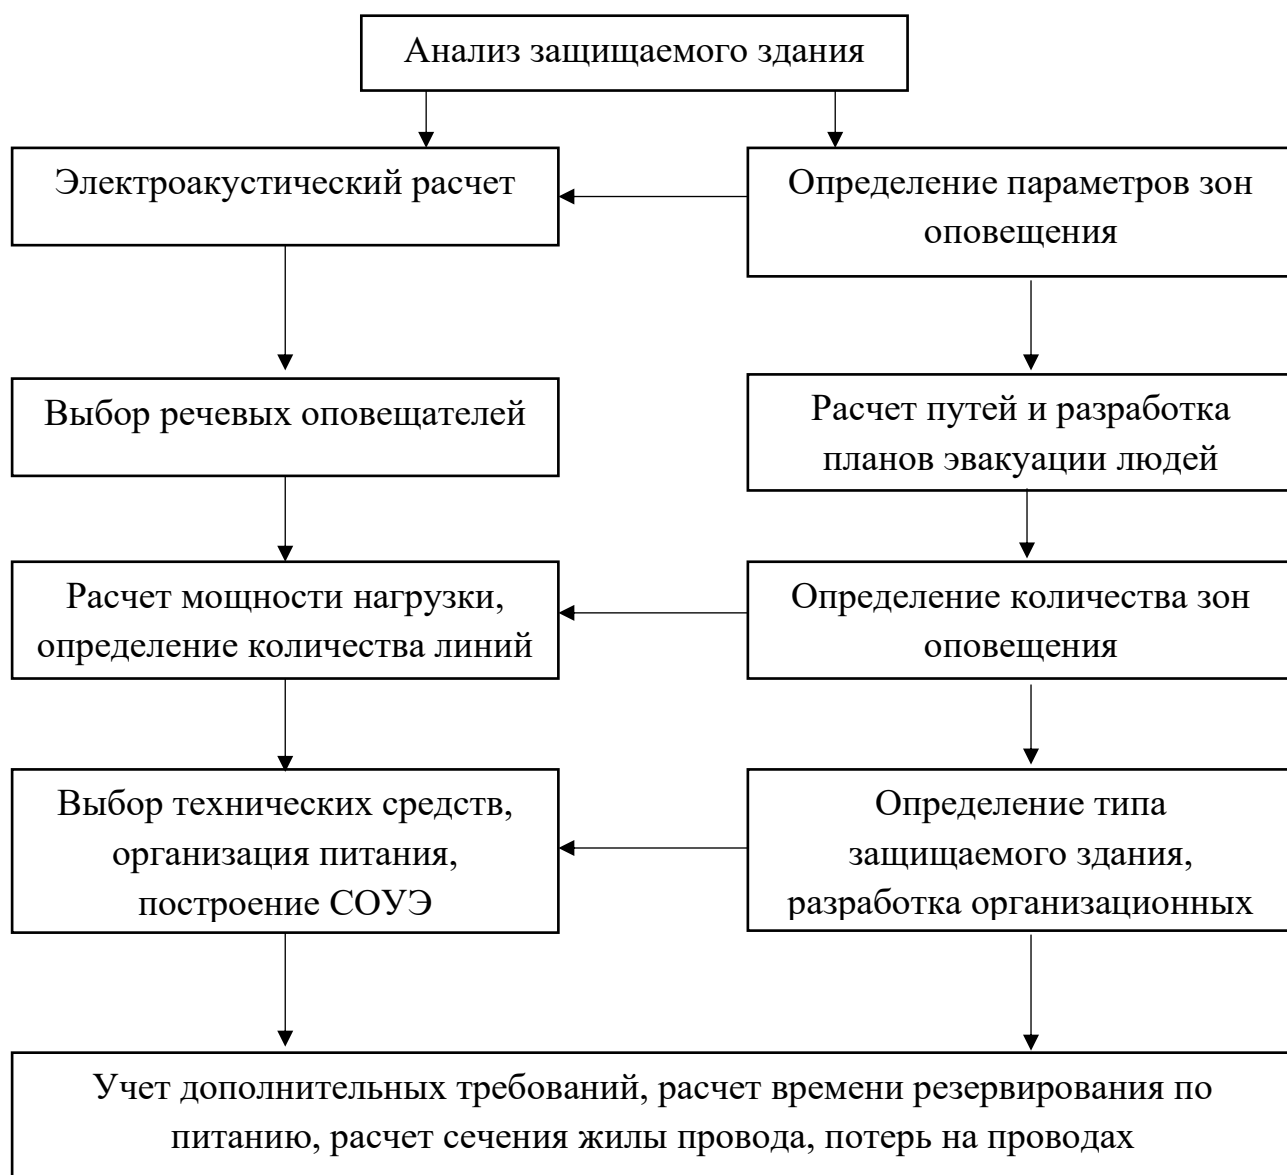 Анализ защищаемого здания
Электроакустический расчет
Определение параметров зон
оповещения
Выбор речевых оповещателей
Расчет путей и разработка
планов эвакуации людей
Расчет мощности нагрузки,
определение количества линий
Определение количества зон
оповещения
Выбор технических средств,
организация питания,
построение СОУЭ
Определение типа
защищаемого здания,
разработка организационных
Учет дополнительных требований, расчет времени резервирования по
питанию, расчет сечения жилы провода, потерь на проводах